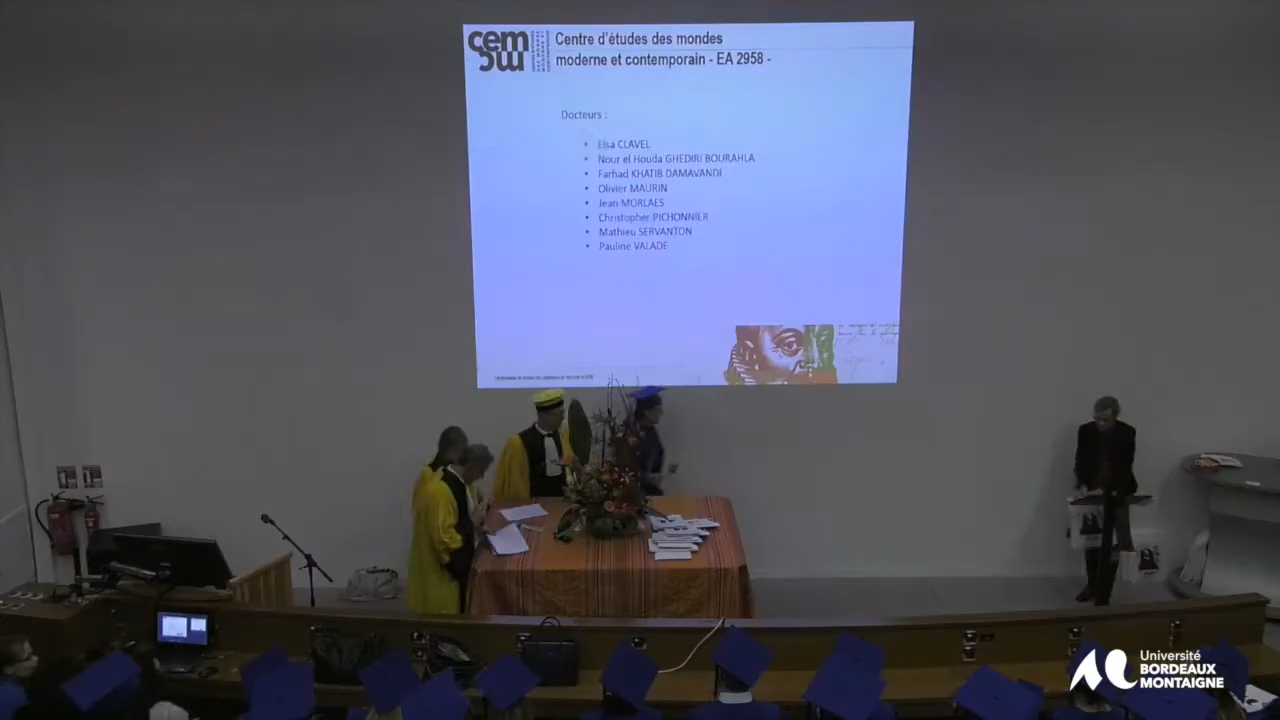 cem
Centre d'études des mondes
moderne et contemporain - EA 2958 -
Docteurs :
• Elsa CLAVEL
• Nour el Houda GHEDIRI BOURAHLA
• Farhad KHATIB DAMAVANDI
• Olivier MAURIN
• Jean MORLAES
• Christopher PICHONNIER
• Mathieu SERVANTON
• Pauline VALADE
Université
BORDEAUX
MONTAIGNE